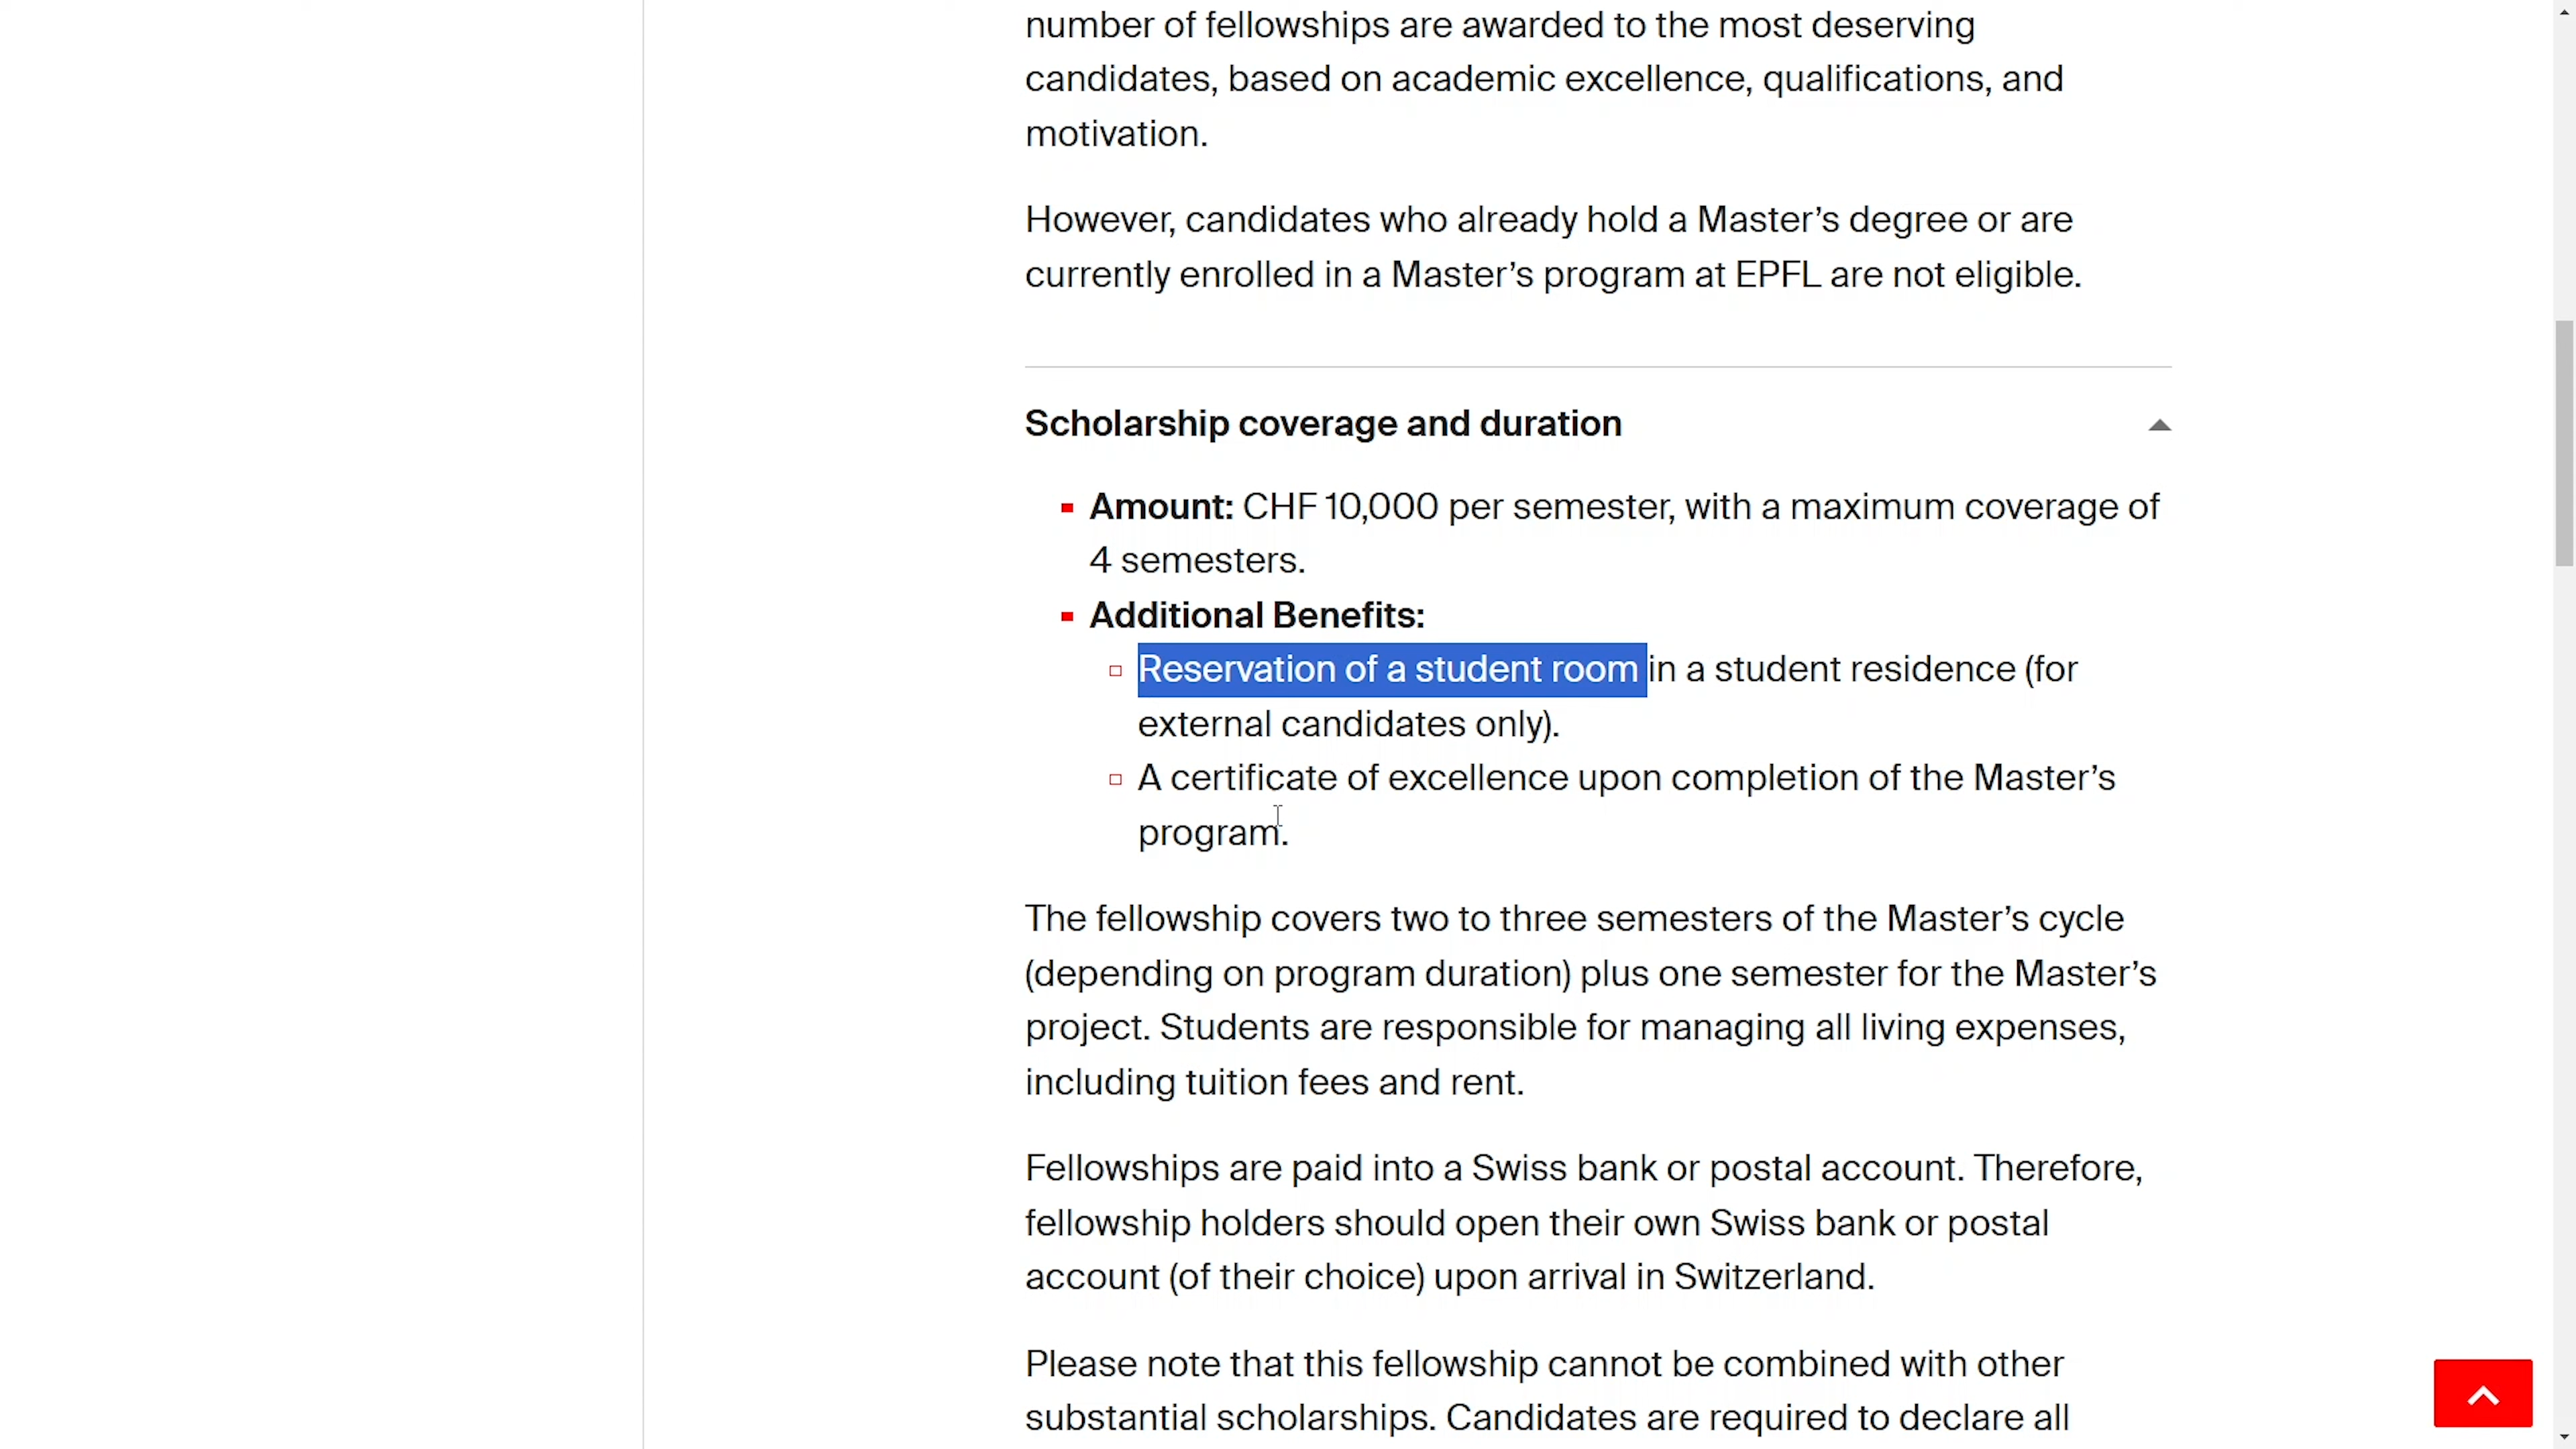 number of fellowships are awarded to the most deserving
candidates, based on academic excellence, qualifications, and
motivation.
However, candidates who already hold a Master’s degree or are
currently enrolled in a Master’s program at EPFL are not eligible.
Scholarship coverage and duration
Amount: CHF 10,000 per semester, with a maximum coverage of
4 semesters.
Additional Benefits:
Reservation of a student room in a student residence (for
external candidates only).
A certificate of excellence upon completion of the Master’s
program.
The fellowship covers two to three semesters of the Master’s cycle
(depending on program duration) plus one semester for the Master’s
project. Students are responsible for managing all living expenses,
including tuition fees and rent.
Fellowships are paid into a Swiss bank or postal account. Therefore,
fellowship holders should open their own Swiss bank or postal
account (of their choice) upon arrival in Switzerland.
Please note that this fellowship cannot be combined with other
substantial scholarships. Candidates are required to declare all